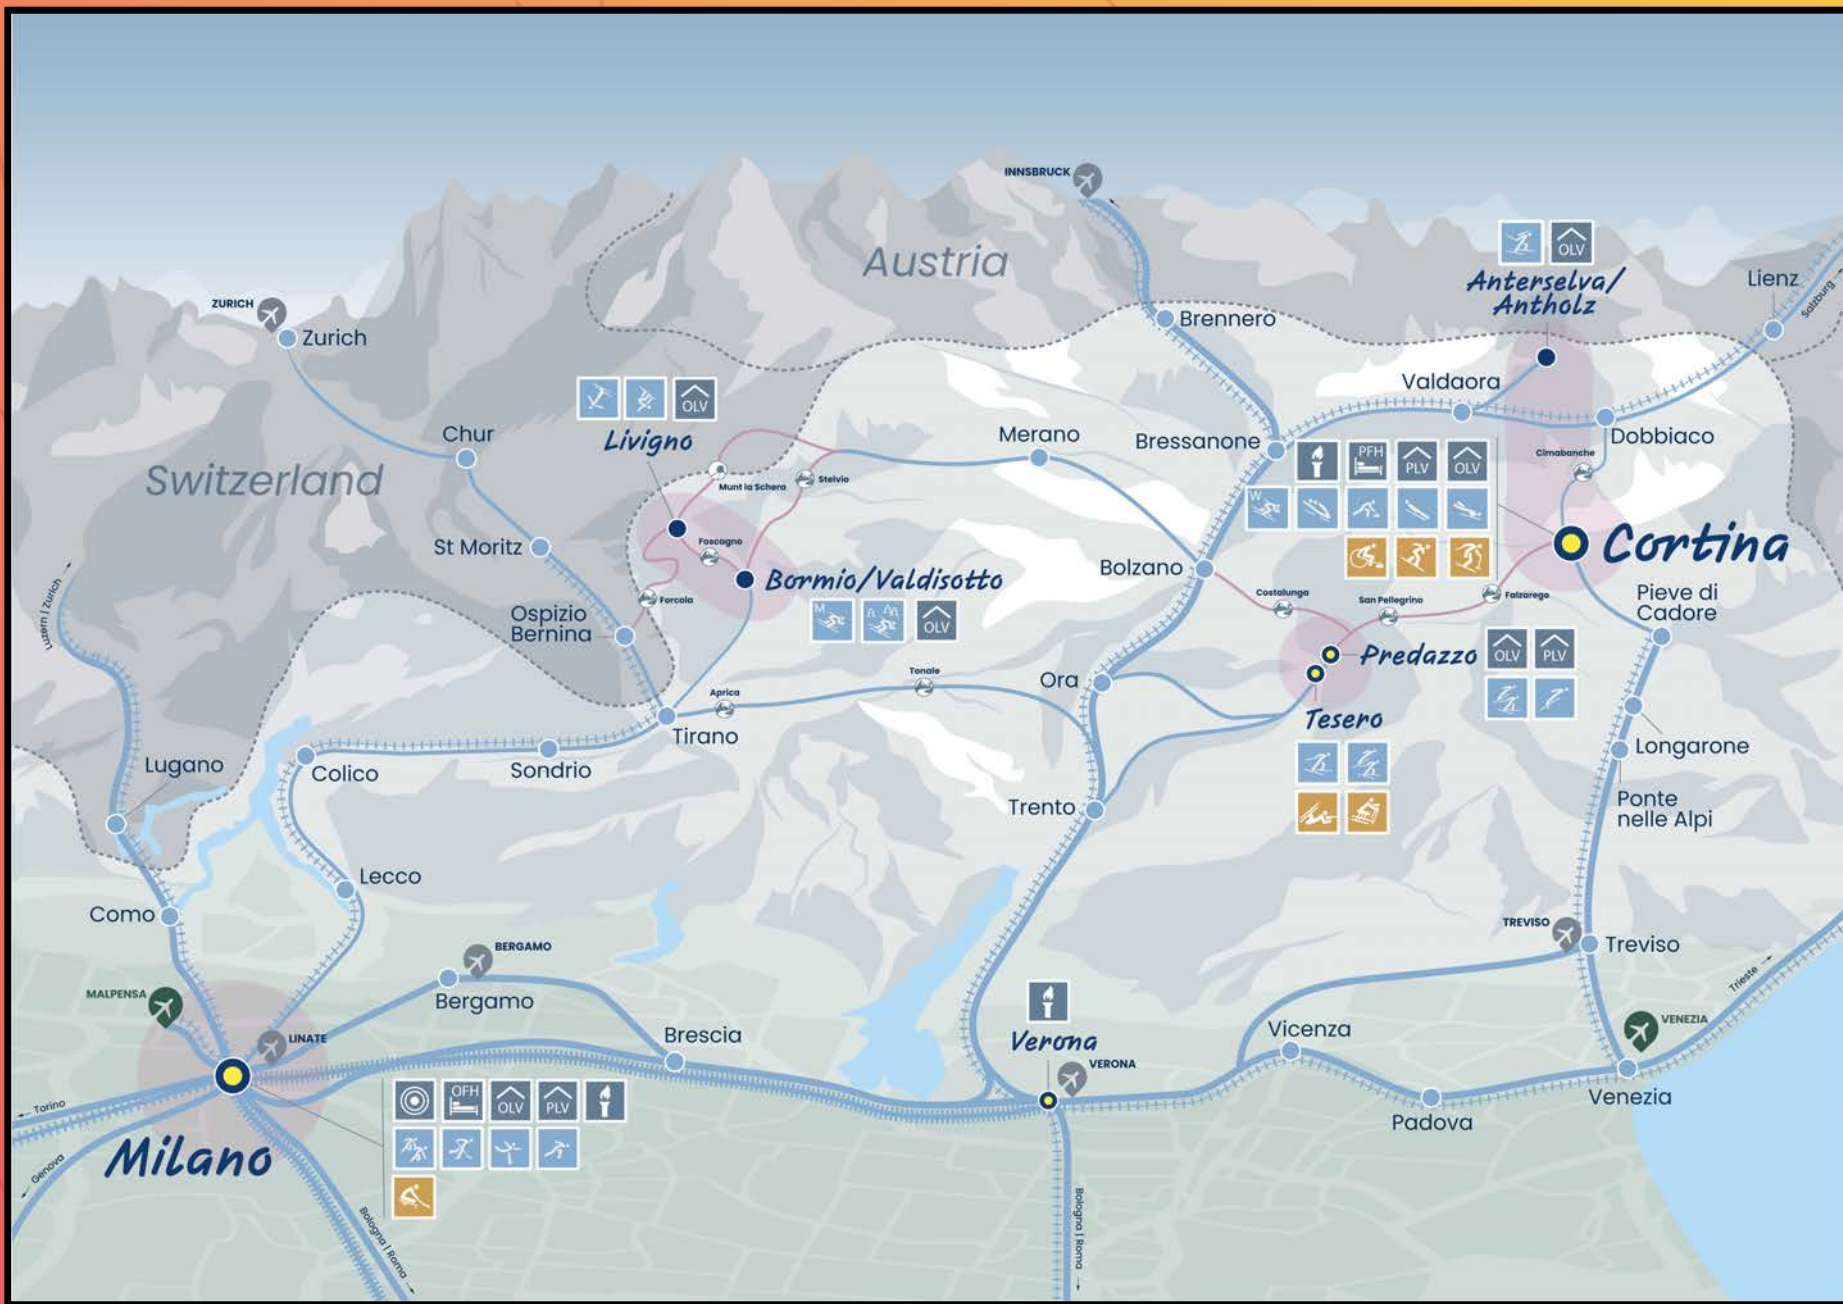 INNSBRUCK
Austria
OLV
Anterselva/
Antholz
Lienz
Salzburg
ZURICH
Zurich
Brennero
Valdaora
OLV
Livigno
Chur
Merano
Bressanone
Dobbiaco
Switzerland
Munt la Schera
Stelvio
PFH
PLV
OLV
Cimabanche
W
St Moritz
Foscagno
Cortina
Bormio/Valdisotto
Bolzano
Forcola
Costalunga
San Pellegrino
Falzarego
Pieve di
Cadore
Luzern | Zurich
Ospizio
Bernina
M
A
AA
OLV
Predazzo
OLV
PLV
Aprica
Tonale
Ora
Tesero
Tirano
Longarone
Lugano
Colico
Sondrio
Trento
Ponte
nelle Alpi
Lecco
Como
TREVISO
Treviso
BERGAMO
Bergamo
MALPENSA
LINATE
Brescia
Verona
VERONA
Vicenza
VENEZIA
Venezia
Trieste
Padova
Torino
Genova
Milano
OFH
OLV
PLV
Bologna | Roma
Bologna | Roma